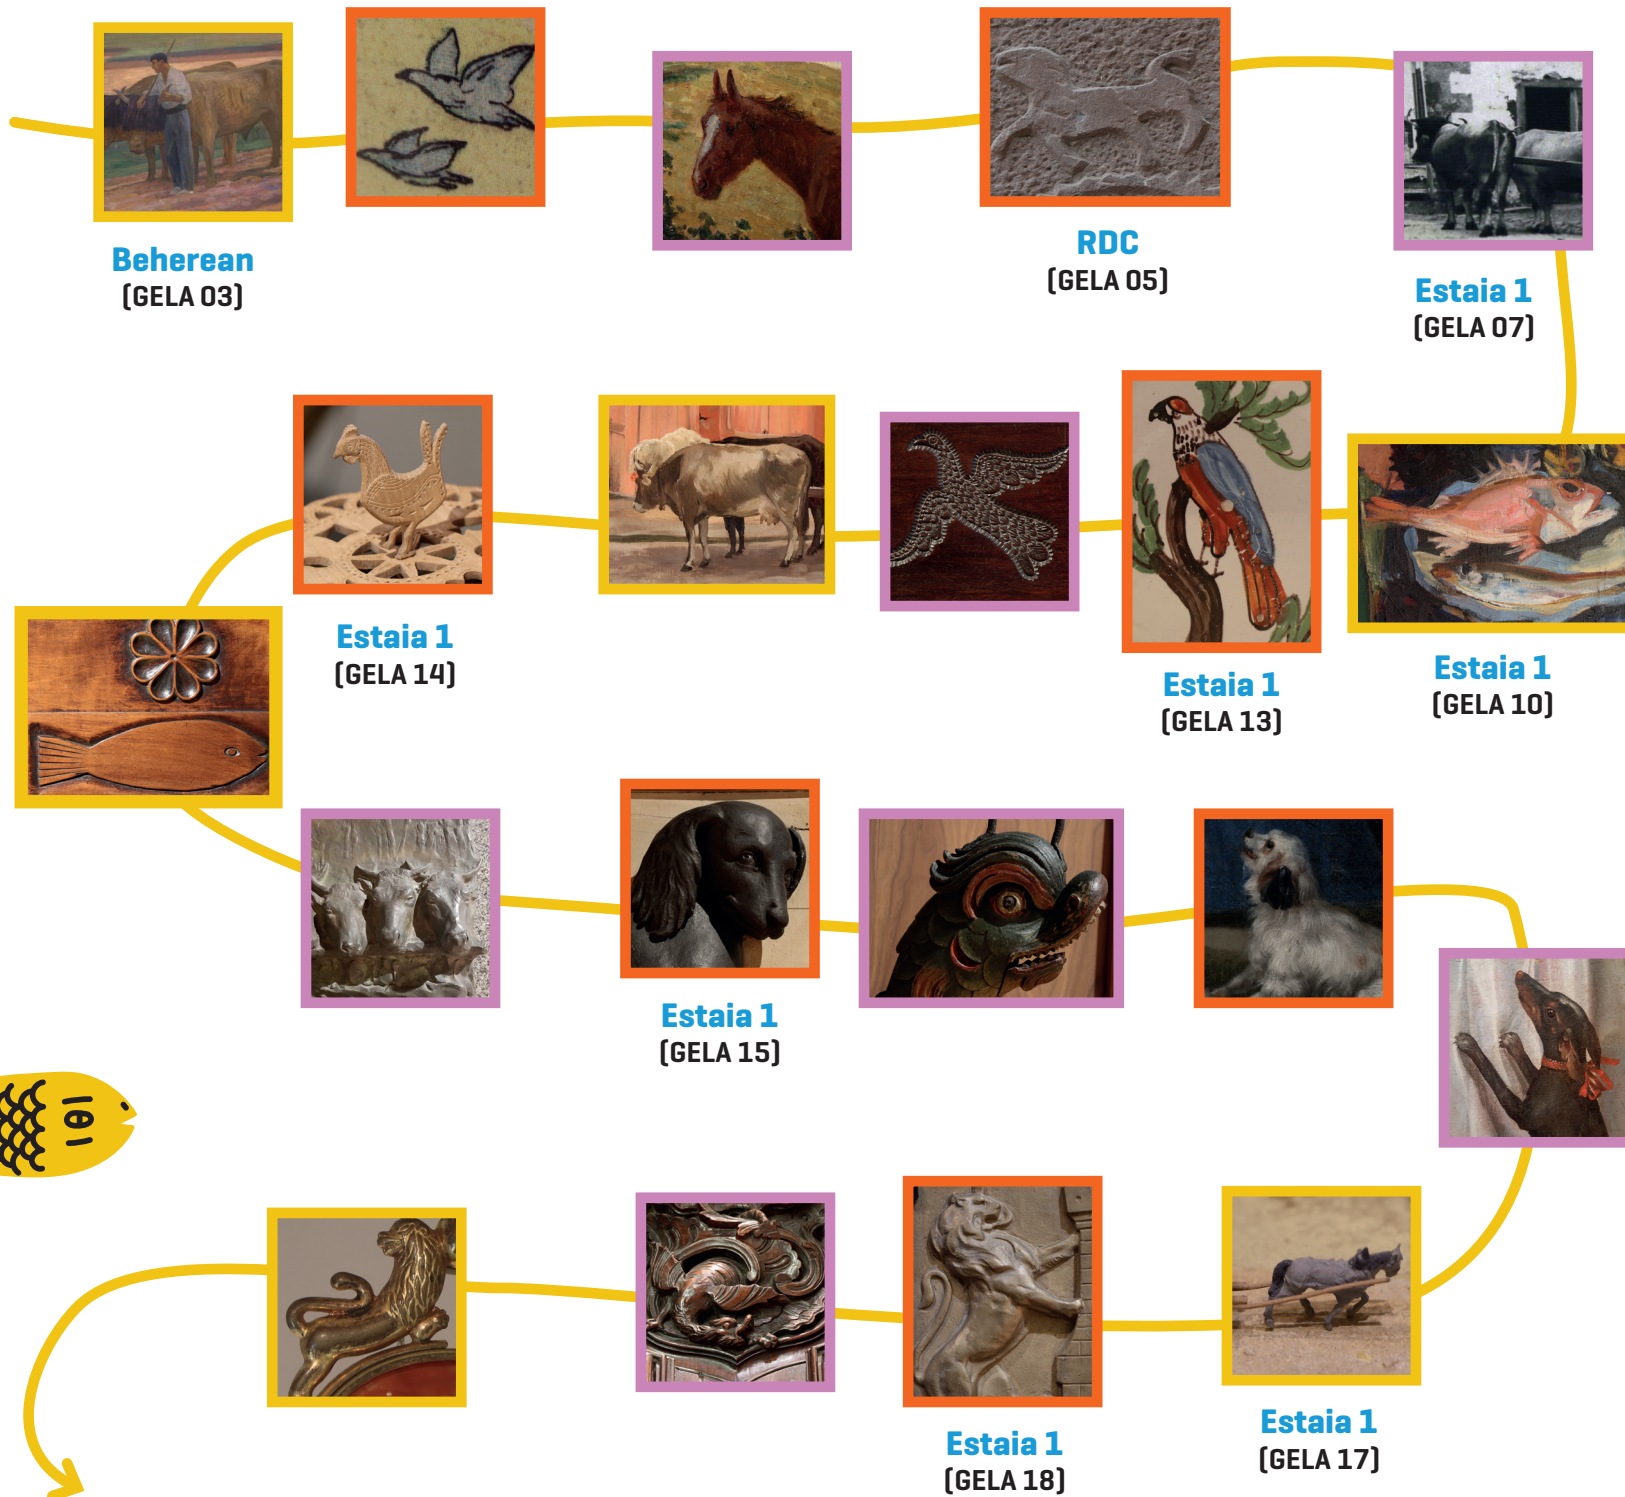 Beherean
(GELA 03)
RDC
(GELA 05)
Estaia 1
(GELA 07)
Estaia 1
(GELA 14)
Estaia 1
(GELA 13)
Estaia 1
(GELA 10)
Estaia 1
(GELA 15)
Estaia 1
(GELA 18)
Estaia 1
(GELA 17)